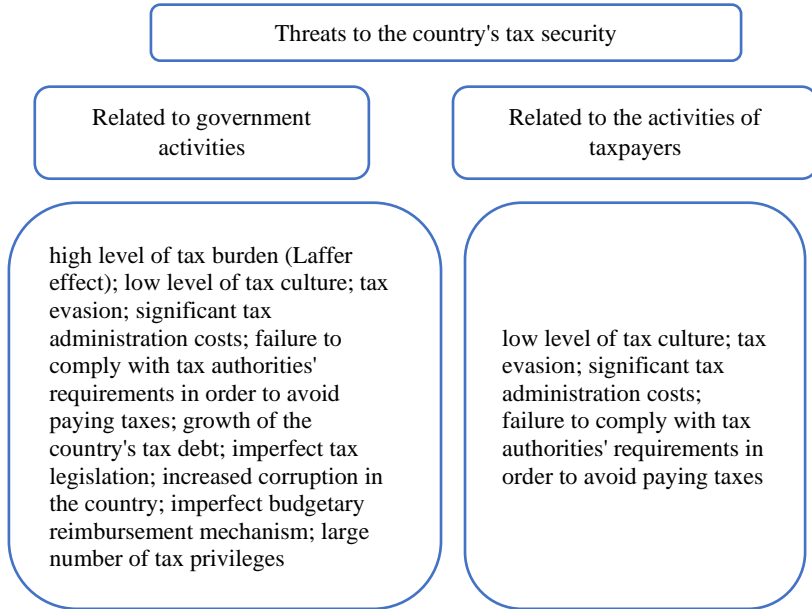 Threats to the country's tax security
Related to government
activities
Related to the activities of
taxpayers
high level of tax burden (Laffer
effect); low level of tax culture; tax
evasion; significant tax
administration costs; failure to
comply with tax authorities'
requirements in order to avoid
paying taxes; growth of the
country's tax debt; imperfect tax
legislation; increased corruption in
the country; imperfect budgetary
reimbursement mechanism; large
number of tax privileges
low level of tax culture; tax
evasion; significant tax
administration costs;
failure to comply with tax
authorities' requirements in
order to avoid paying taxes